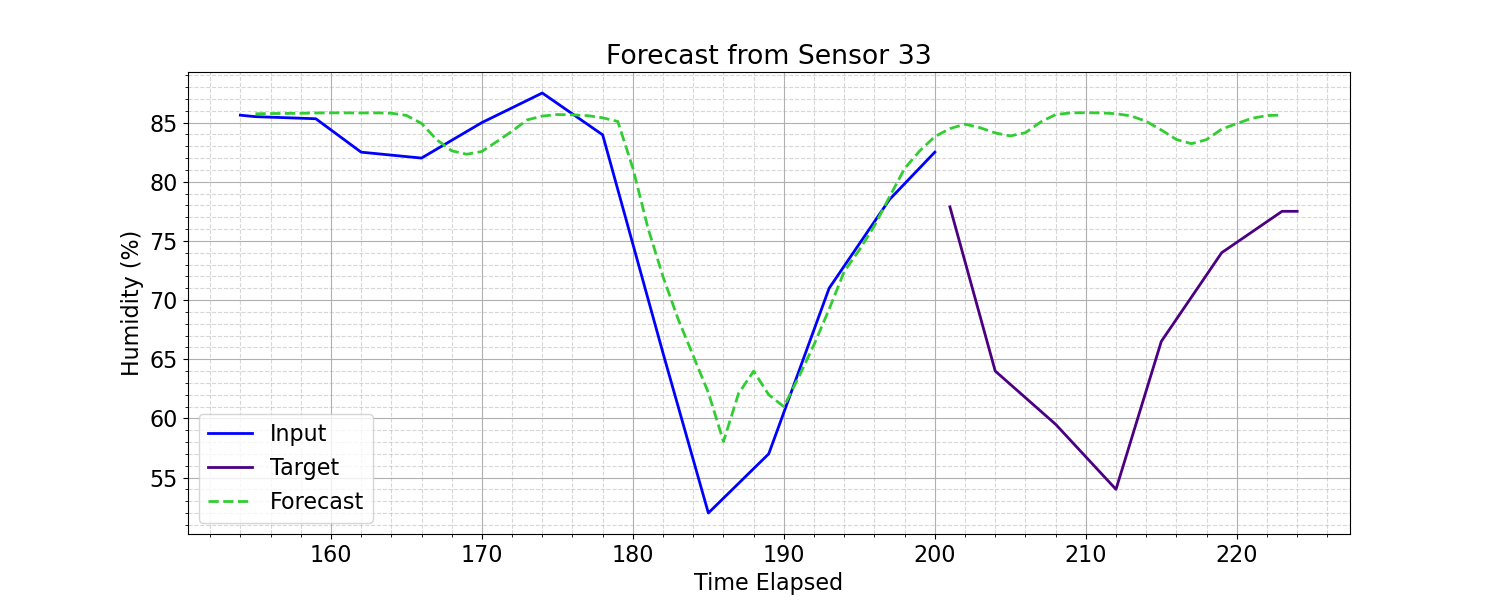 Forecast from Sensor 33
Humidity (%)
85
80
75
70
65
60
55
Input
Target
Forecast
160 170 180 190 200 210 220
Time Elapsed